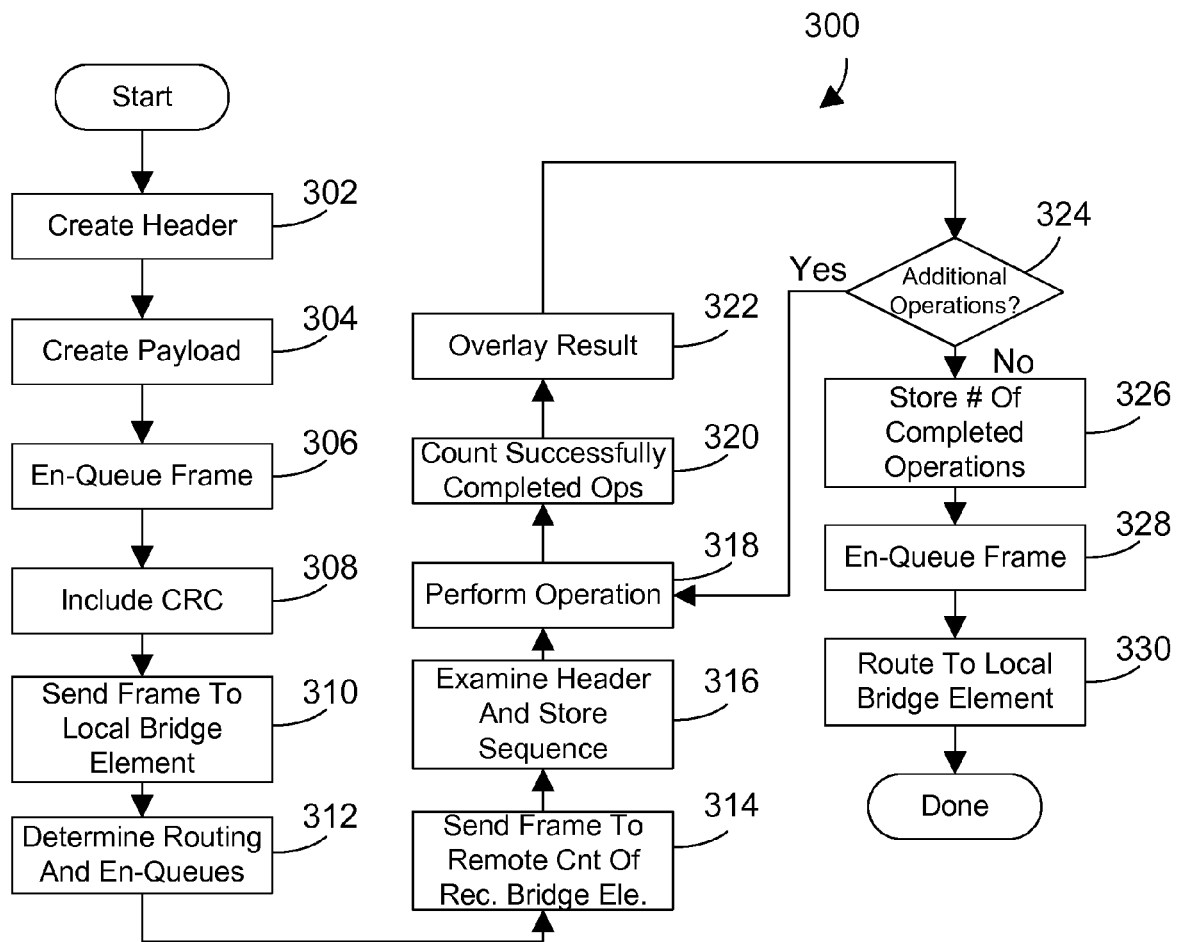 300
Start
302
Create Header
304
Create Payload
306
En-Queue Frame
308
Include CRC
310
Send Frame To
Local Bridge
Element
312
Determine Routing
And En-Queues
314
Send Frame To
Remote Cnt Of
Rec. Bridge Ele.
316
Examine Header
And Store
Sequence
318
Perform Operation
320
Count Successfully
Completed Ops
322
Overlay Result
324
Additional
Operations?
Yes
No
326
Store # Of
Completed
Operations
328
En-Queue Frame
330
Route To Local
Bridge Element
Done